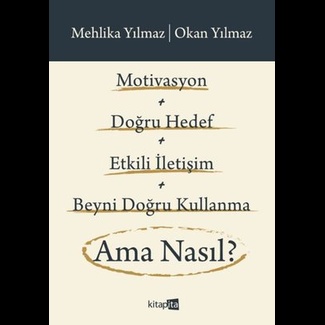 Mehlika Yılmaz | Okan Yılmaz
Motivasyon
+
Doğru Hedef
+
Etkili İletişim
+
Beyni Doğru Kullanma
Ama Nasıl?
kitapita